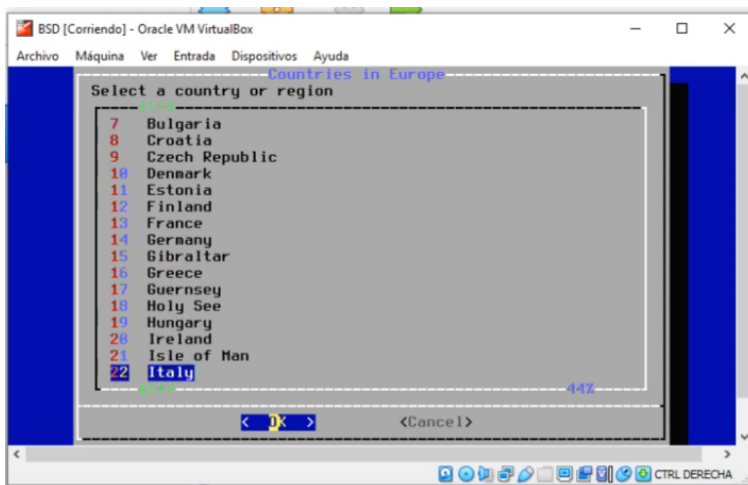 BSD [Corriendo] - Oracle VM VirtualBox
Archivo Máquina Ver Entrada Dispositivos Ayuda
Countries in Europe
Select a country or region
7 Bulgaria
8 Croatia
9 Czech Republic
10 Denmark
11 Estonia
12 Finland
13 France
14 Germany
15 Gibraltar
16 Greece
17 Guernsey
18 Holy See
19 Hungary
20 Ireland
21 Isle of Man
22 Italy
44%
< OK > <Cancel>
CTRL DERECHA